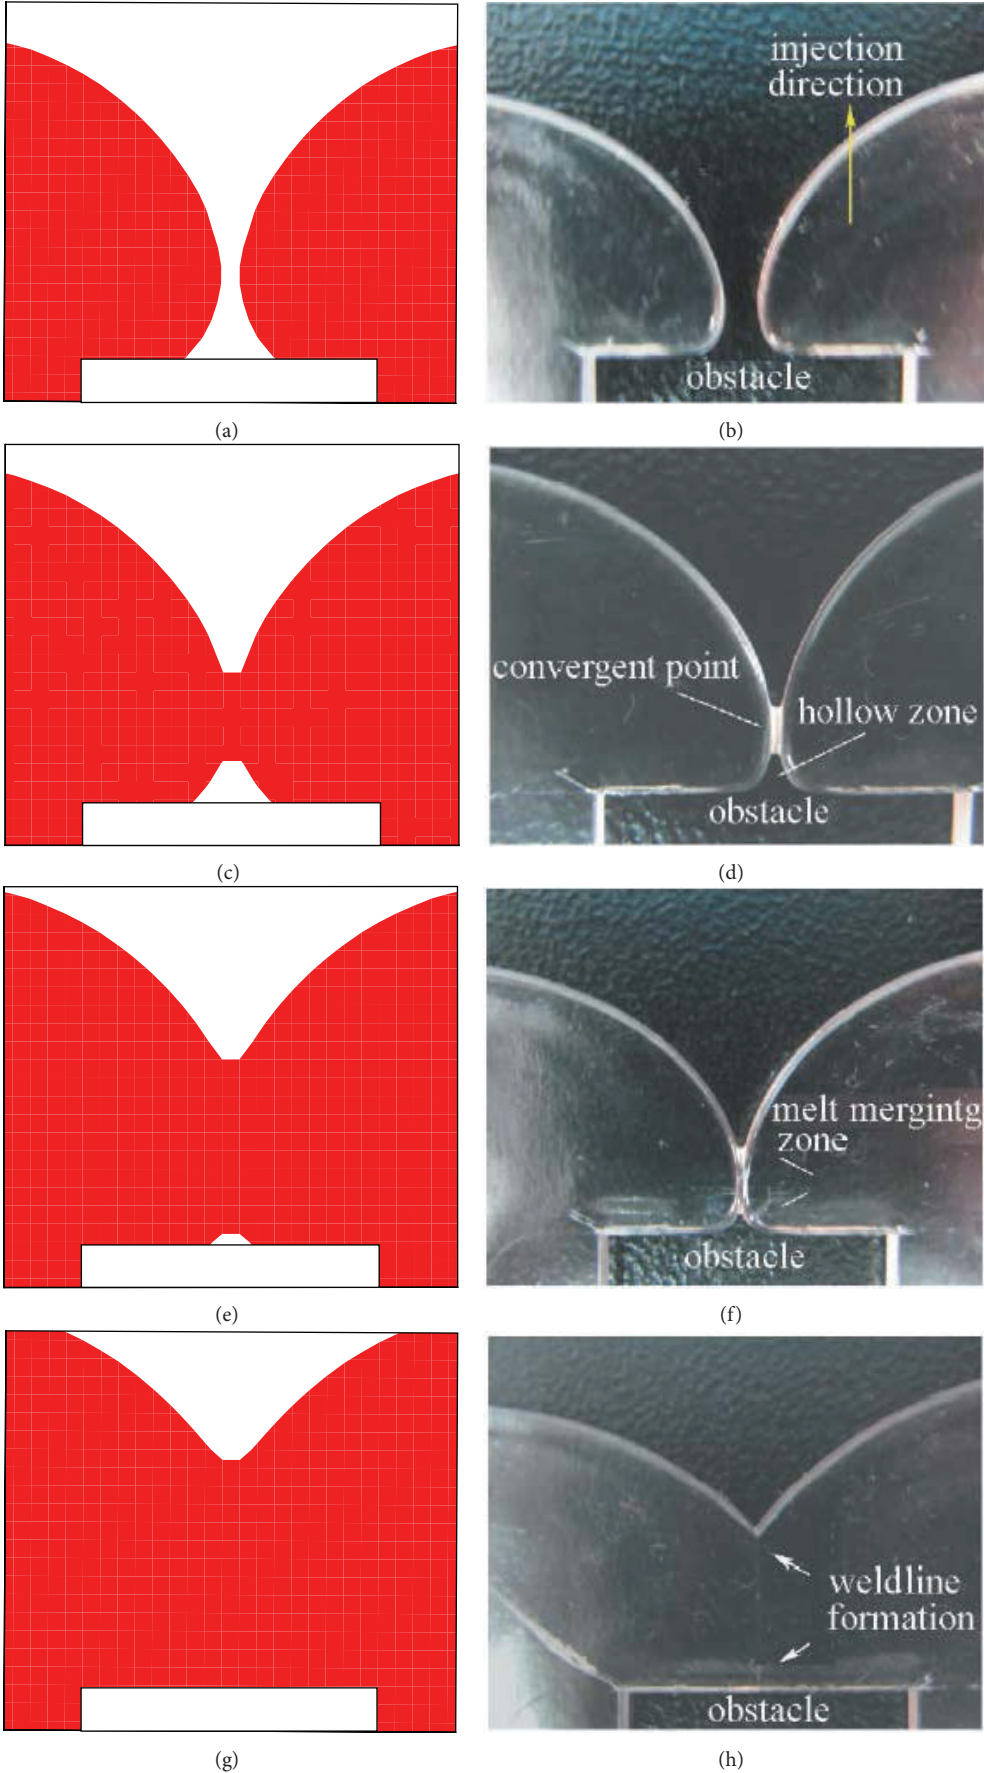 injection
direction
obstacle
(a)
(b)
convergent point
hollow zone
obstacle
(c)
(d)
melt mergintg
zone
obstacle
(e)
(f)
weldline
formation
obstacle
(g)
(h)